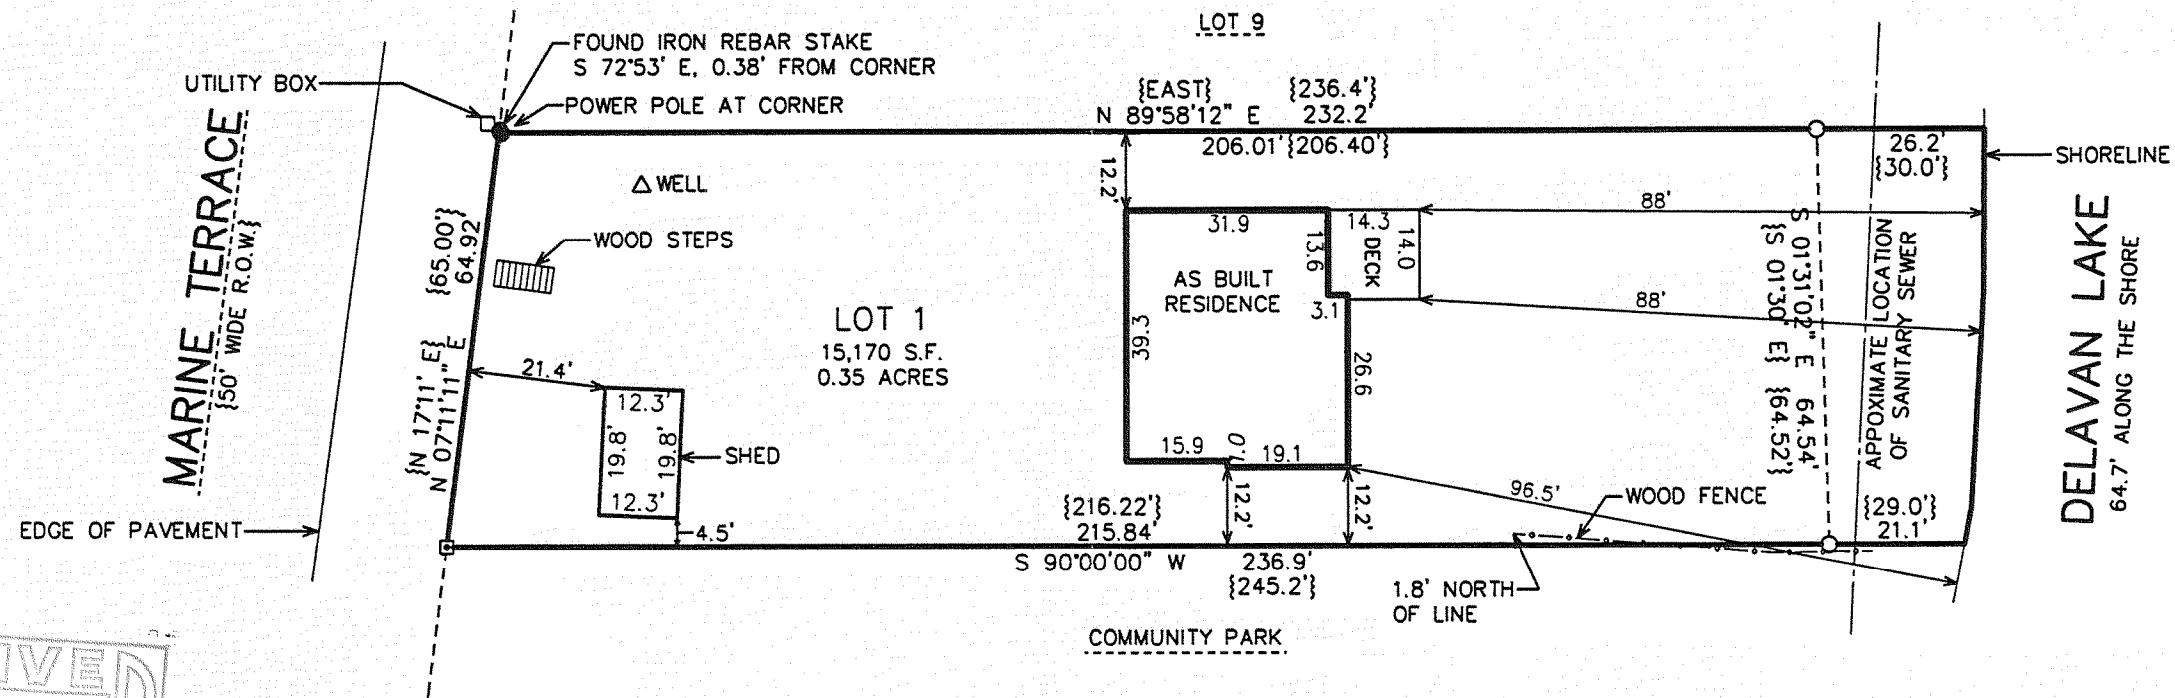 LOT 9
FOUND IRON REBAR STAKE
S 72°53' E, 0.38' FROM CORNER
UTILITY BOX
POWER POLE AT CORNER
{EAST} {236.4'}
N 89°58'12" E 232.2'
206.01' {206.40'}
26.2'
{30.0'}
SHORELINE
MARINE TERRACE
{50' WIDE R.O.W.}
{65.00'}
64.92'
{N 17°11' E}
N 07°11'11" E
WELL
WOOD STEPS
12.2'
31.9
14.3
14.0
DECK
13.6
88'
AS BUILT
RESIDENCE
3.1
88'
39.3
26.6
LOT 1
15,170 S.F.
0.35 ACRES
21.4'
12.3'
19.8'
19.8'
SHED
12.3'
4.5'
15.9
1.0
19.1
12.2'
12.2'
96.5'
WOOD FENCE
S 01°31'02" E 64.54'
{S 01°30' E} {64.52'}
APPOXIMATE LOCATION
OF SANITARY SEWER
DELAVAN LAKE
64.7' ALONG THE SHORE
EDGE OF PAVEMENT
{216.22'}
215.84'
{29.0'}
21.1'
S 90°00'00" W 236.9'
{245.2'}
1.8' NORTH
OF LINE
COMMUNITY PARK
IVED